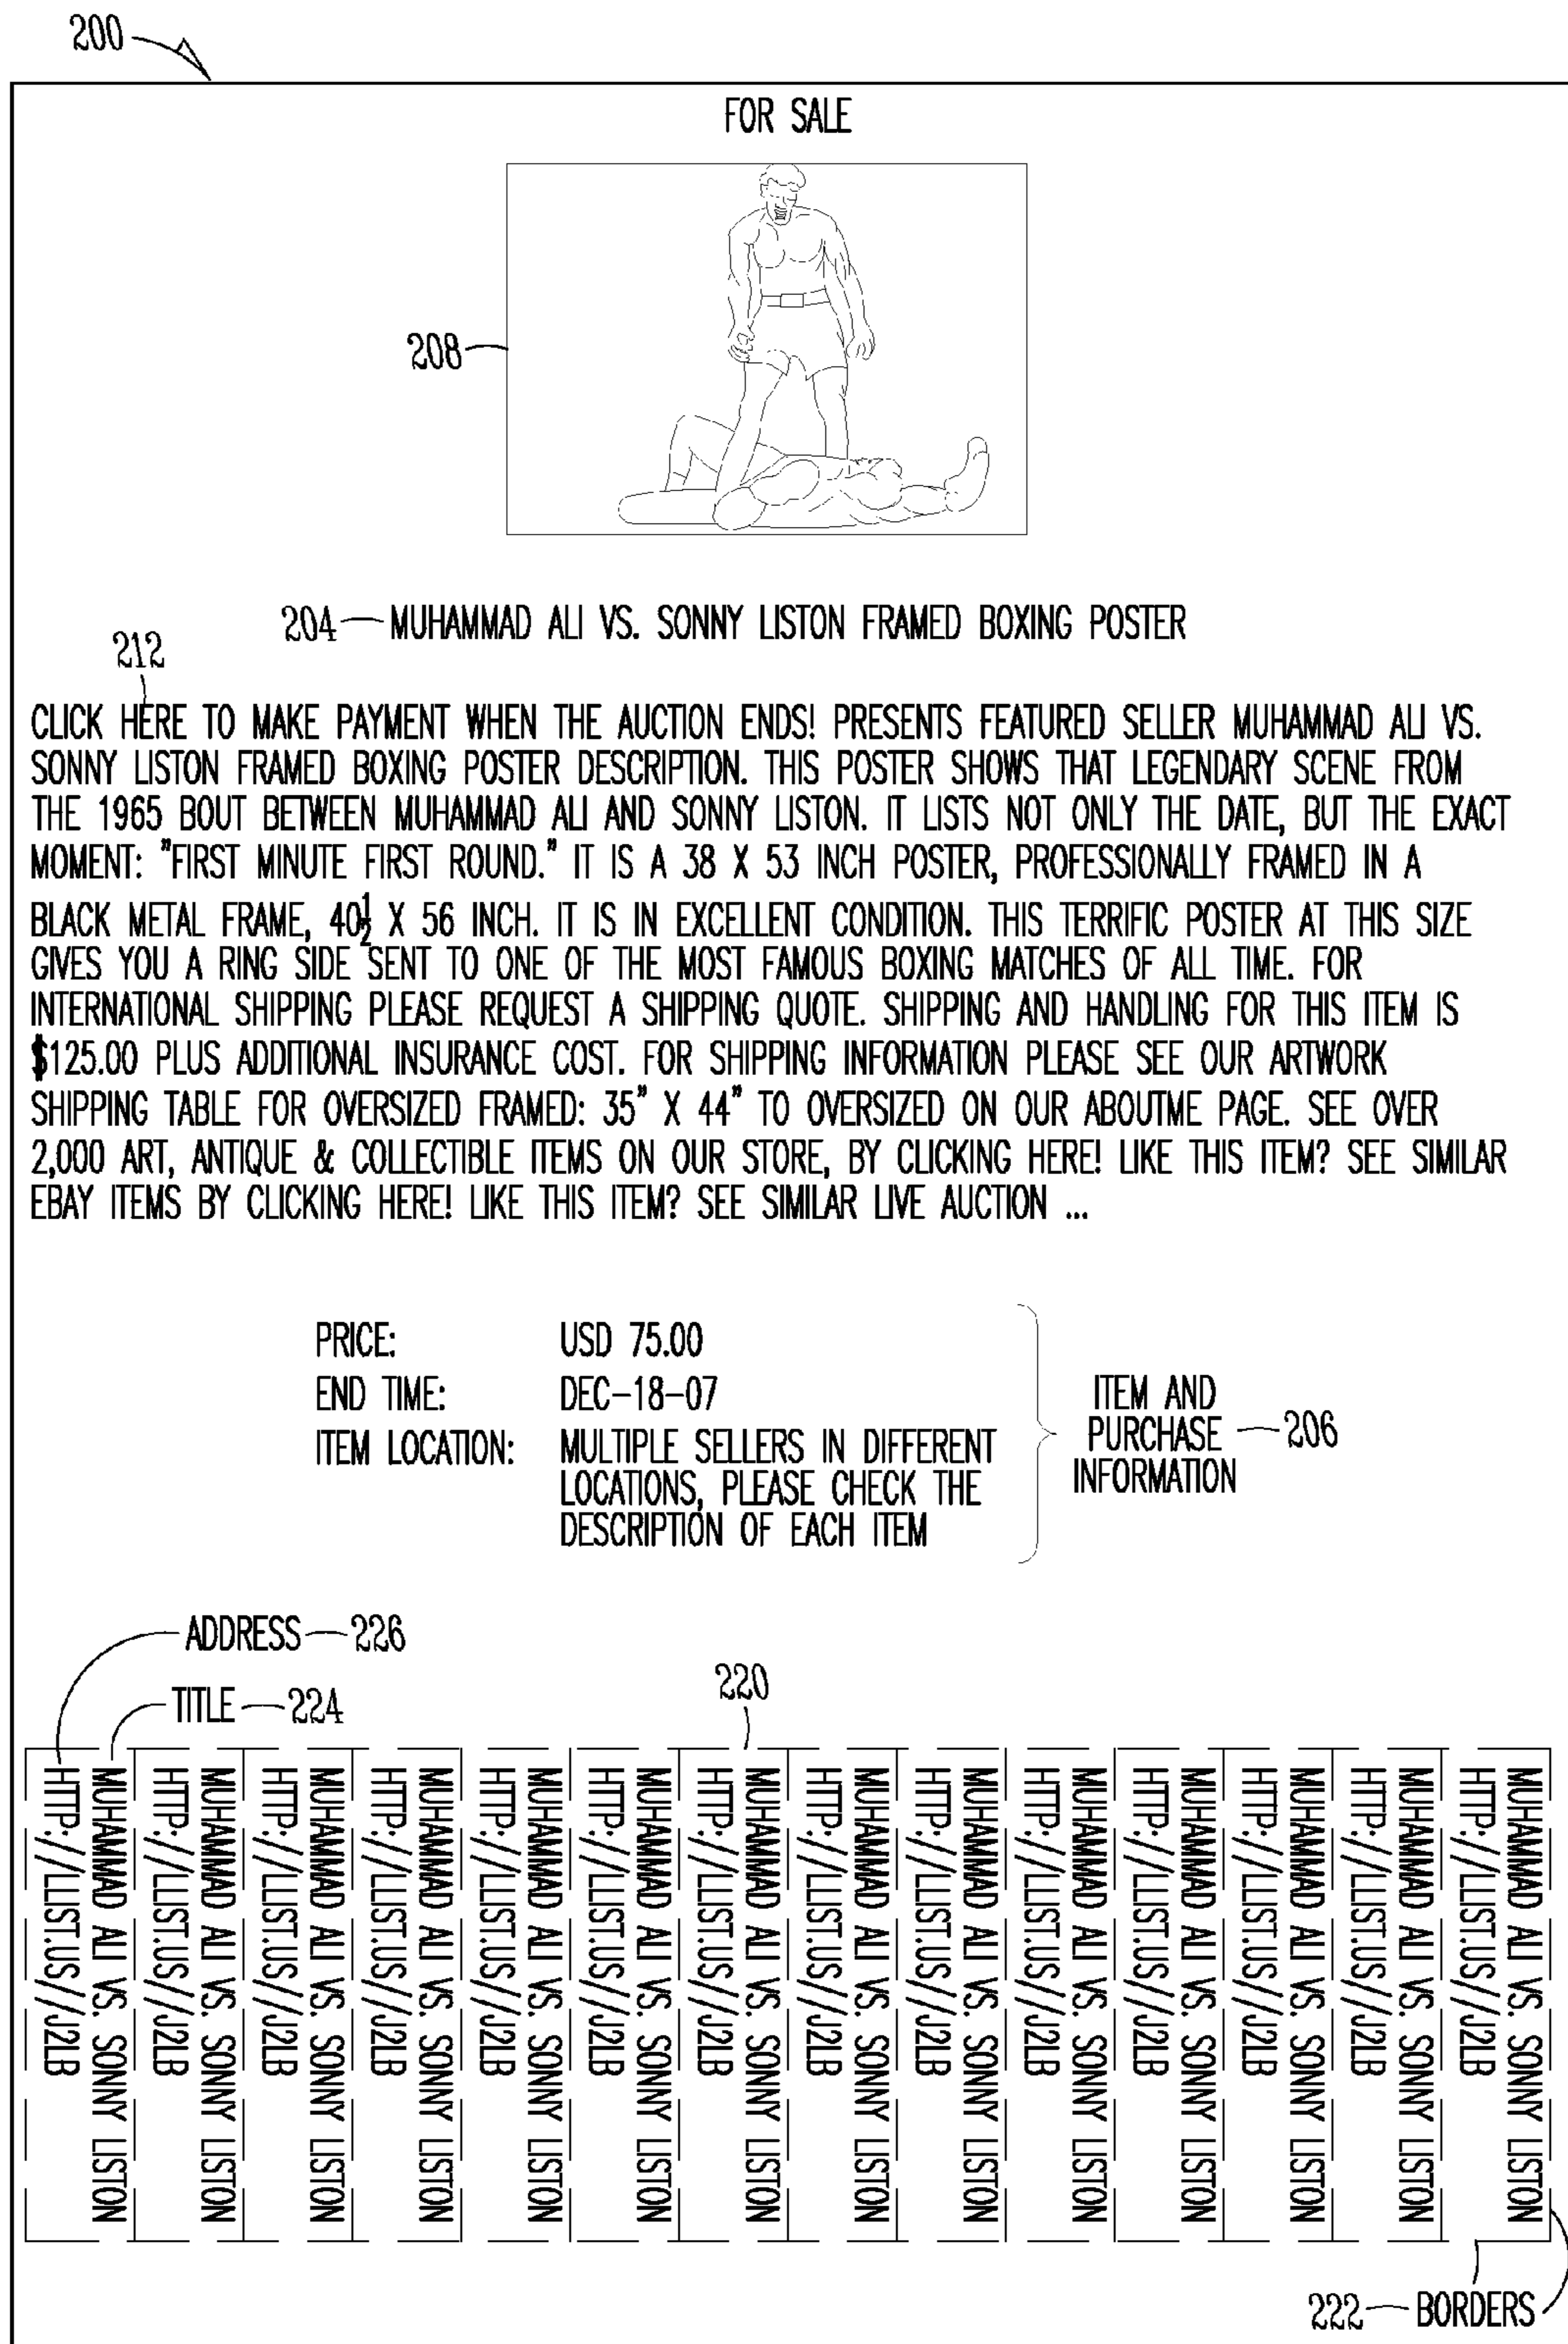 200
FOR SALE
208
204 MUHAMMAD ALI VS. SONNY LISTON FRAMED BOXING POSTER
212
CLICK HERE TO MAKE PAYMENT WHEN THE AUCTION ENDS! PRESENTS FEATURED SELLER MUHAMMAD ALI VS.
SONNY LISTON FRAMED BOXING POSTER DESCRIPTION. THIS POSTER SHOWS THAT LEGENDARY SCENE FROM
THE 1965 BOUT BETWEEN MUHAMMAD ALI AND SONNY LISTON. IT LISTS NOT ONLY THE DATE, BUT THE EXACT
MOMENT: "FIRST MINUTE FIRST ROUND." IT IS A 38 X 53 INCH POSTER, PROFESSIONALLY FRAMED IN A
BLACK METAL FRAME, 40½ X 56 INCH. IT IS IN EXCELLENT CONDITION. THIS TERRIFIC POSTER AT THIS SIZE
GIVES YOU A RING SIDE SENT TO ONE OF THE MOST FAMOUS BOXING MATCHES OF ALL TIME. FOR
INTERNATIONAL SHIPPING PLEASE REQUEST A SHIPPING QUOTE. SHIPPING AND HANDLING FOR THIS ITEM IS
$125.00 PLUS ADDITIONAL INSURANCE COST. FOR SHIPPING INFORMATION PLEASE SEE OUR ARTWORK
SHIPPING TABLE FOR OVERSIZED FRAMED: 35" X 44" TO OVERSIZED ON OUR ABOUTME PAGE. SEE OVER
2,000 ART, ANTIQUE & COLLECTIBLE ITEMS ON OUR STORE, BY CLICKING HERE! LIKE THIS ITEM? SEE SIMILAR
EBAY ITEMS BY CLICKING HERE! LIKE THIS ITEM? SEE SIMILAR LIVE AUCTION ...
PRICE: USD 75.00
END TIME: DEC-18-07
ITEM LOCATION: MULTIPLE SELLERS IN DIFFERENT
LOCATIONS, PLEASE CHECK THE
DESCRIPTION OF EACH ITEM
ITEM AND
PURCHASE 206
INFORMATION
ADDRESS 226
TITLE 224
220
MUHAMMAD ALI VS. SONNY LISTON
HTTP://LLIST.US//J2LB
MUHAMMAD ALI VS. SONNY LISTON
HTTP://LLIST.US//J2LB
MUHAMMAD ALI VS. SONNY LISTON
HTTP://LLIST.US//J2LB
MUHAMMAD ALI VS. SONNY LISTON
HTTP://LLIST.US//J2LB
MUHAMMAD ALI VS. SONNY LISTON
HTTP://LLIST.US//J2LB
MUHAMMAD ALI VS. SONNY LISTON
HTTP://LLIST.US//J2LB
MUHAMMAD ALI VS. SONNY LISTON
HTTP://LLIST.US//J2LB
MUHAMMAD ALI VS. SONNY LISTON
HTTP://LLIST.US//J2LB
MUHAMMAD ALI VS. SONNY LISTON
HTTP://LLIST.US//J2LB
MUHAMMAD ALI VS. SONNY LISTON
HTTP://LLIST.US//J2LB
MUHAMMAD ALI VS. SONNY LISTON
HTTP://LLIST.US//J2LB
MUHAMMAD ALI VS. SONNY LISTON
HTTP://LLIST.US//J2LB
MUHAMMAD ALI VS. SONNY LISTON
HTTP://LLIST.US//J2LB
MUHAMMAD ALI VS. SONNY LISTON
HTTP://LLIST.US//J2LB
222 BORDERS